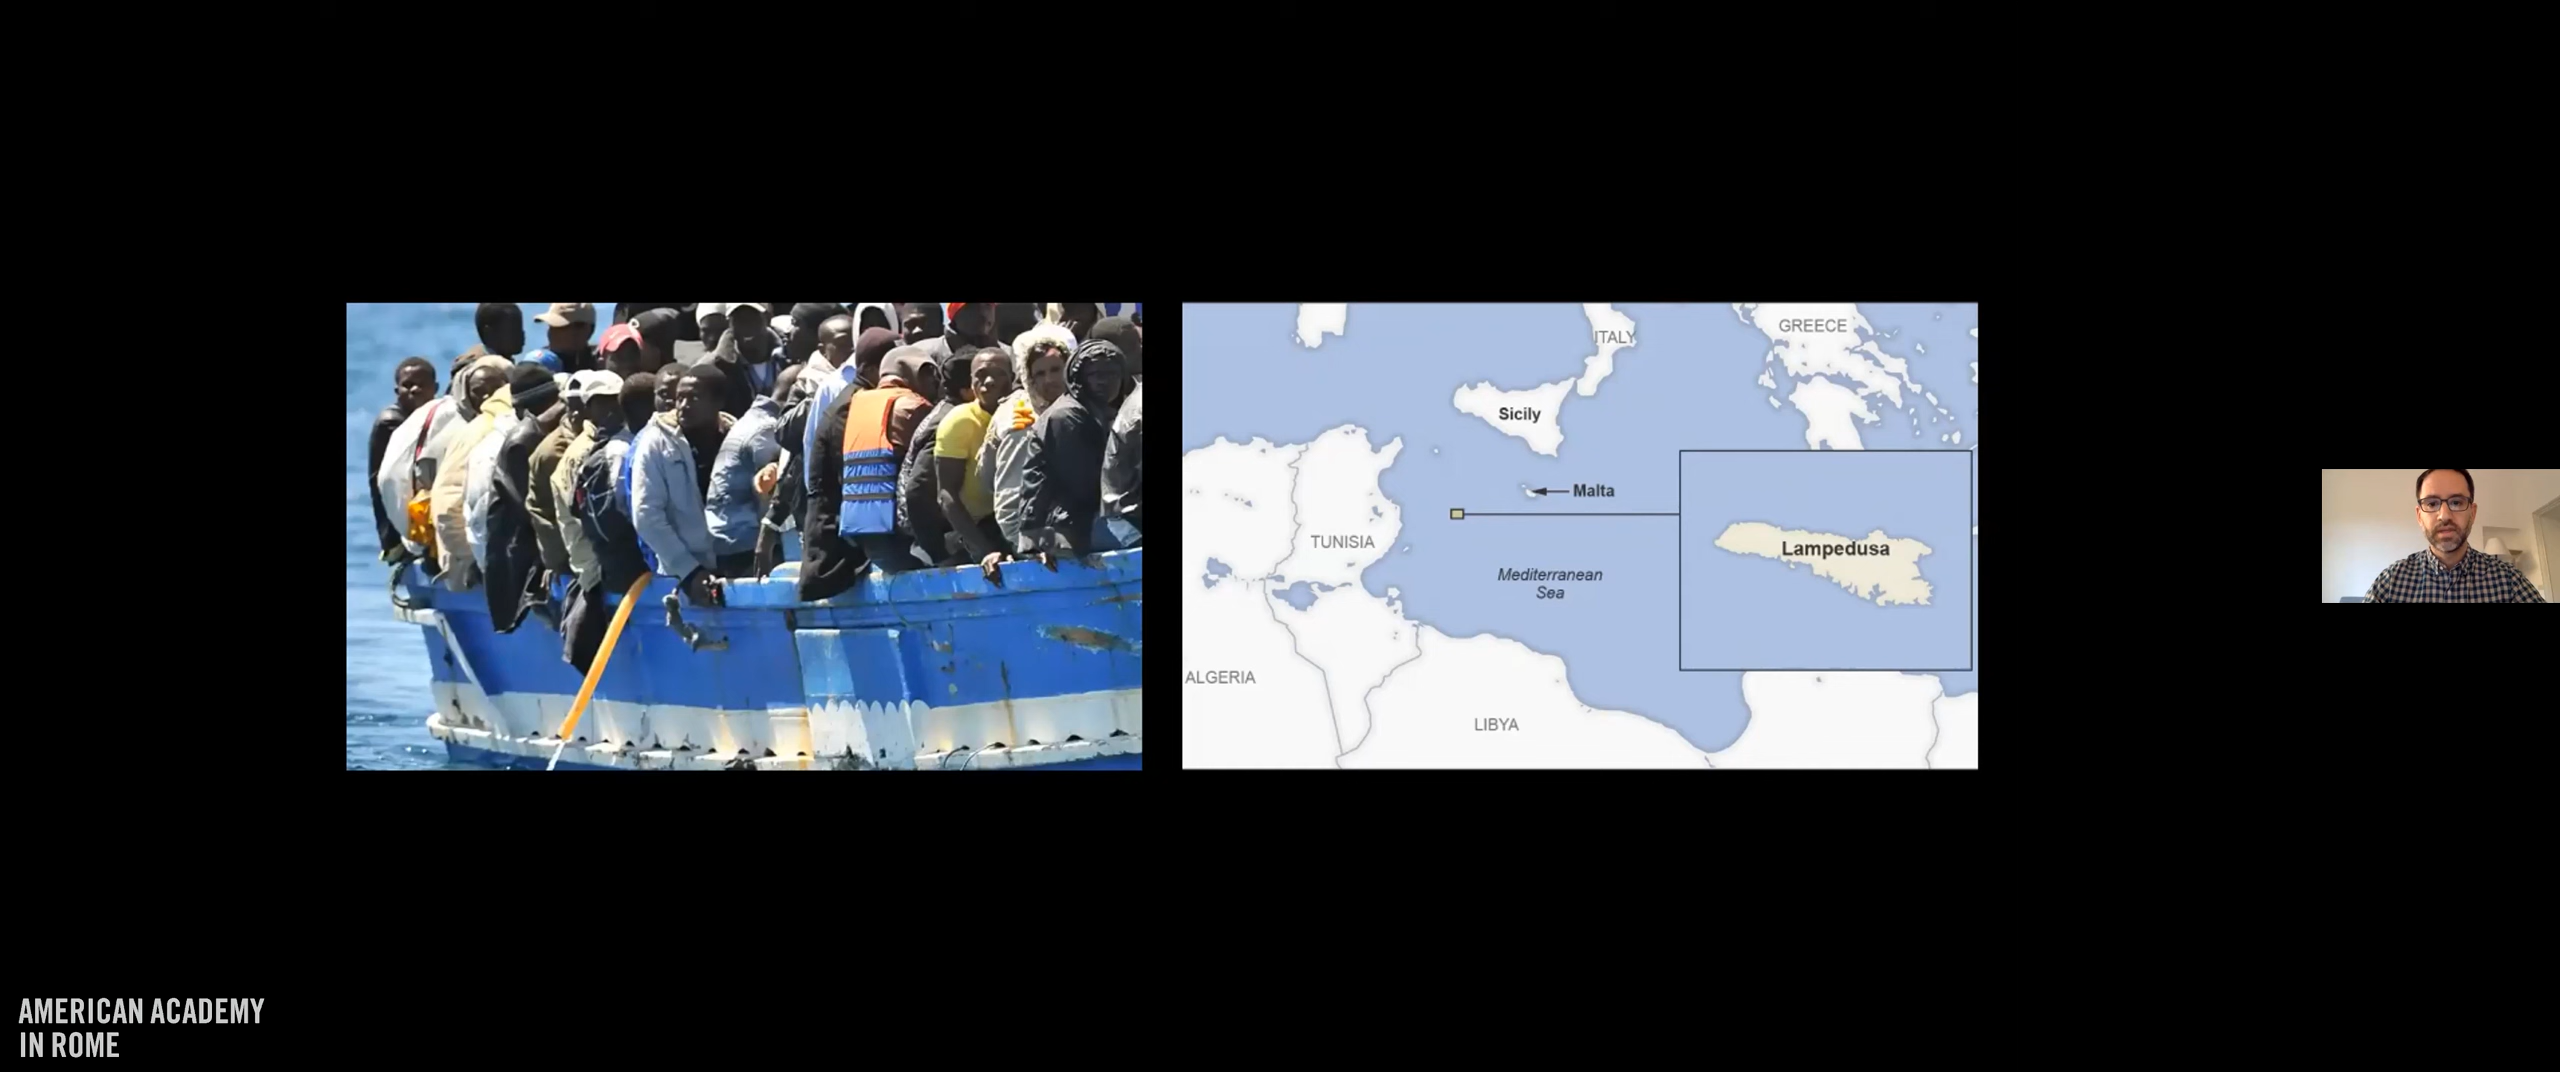 ITALY
GREECE
Sicily
Malta
TUNISIA
Lampedusa
Mediterranean
Sea
ALGERIA
LIBYA
AMERICAN ACADEMY
IN ROME